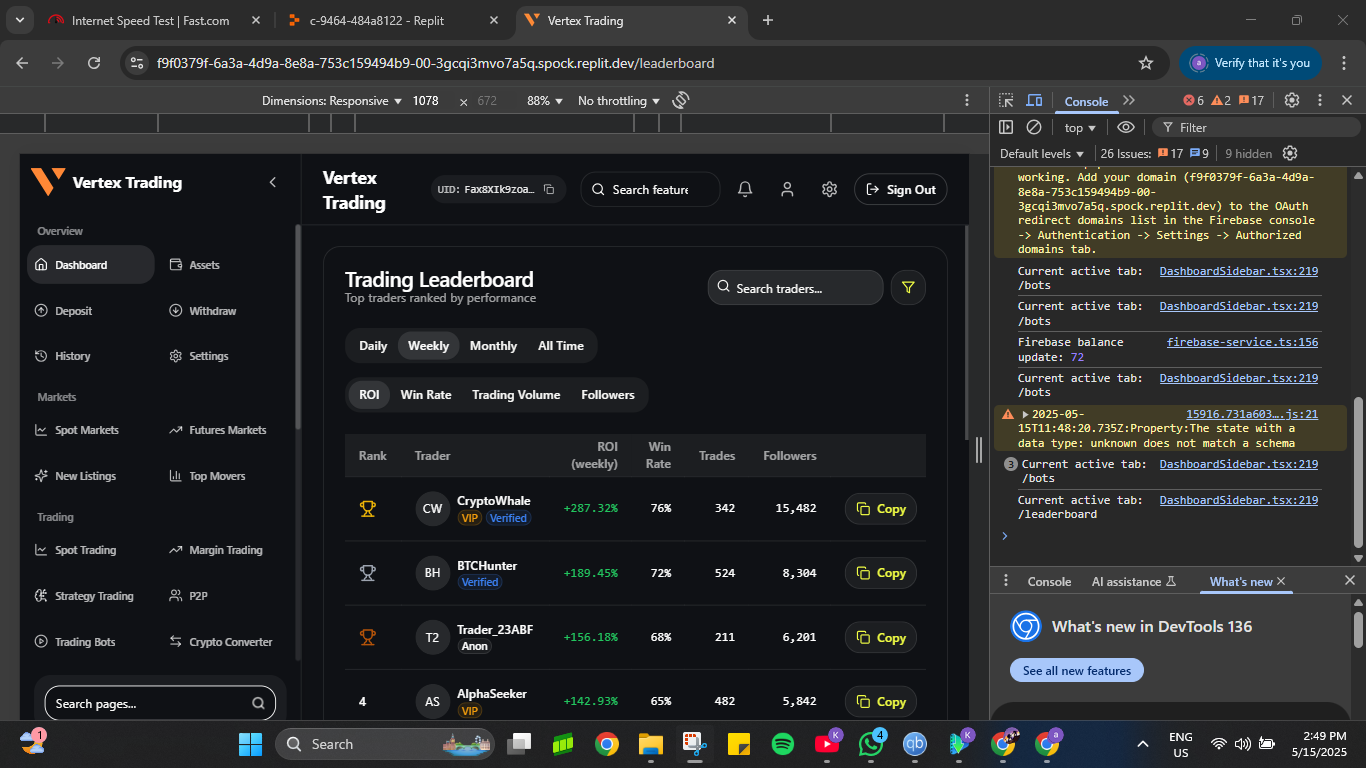 Internet Speed Test | Fast.com
c-9464-484a8122 - Replit
Vertex Trading
f9f0379f-6a3a-4d9a-8e8a-753c159494b9-00-3gcqi3mvo7a5q.spock.replit.dev/leaderboard
a
Verify that it's you
Dimensions: Responsive
1078
×
672
88%
No throttling
Console
6
2
17
top
Filter
Default levels
26 Issues:
17
9
9 hidden
Vertex Trading
Overview
Dashboard
Assets
Deposit
Withdraw
History
Settings
Markets
Spot Markets
Futures Markets
New Listings
Top Movers
Trading
Spot Trading
Margin Trading
Strategy Trading
P2P
Trading Bots
Crypto Converter
Search pages...
Vertex
Trading
UID: Fax8XIk9zoa…
Search feature
Sign Out
Trading Leaderboard
Top traders ranked by performance
Search traders...
Daily
Weekly
Monthly
All Time
ROI
Win Rate
Trading Volume
Followers
Rank
Trader
ROI
(weekly)
Win
Rate
Trades
Followers
CW
CryptoWhale
VIP
Verified
+287.32%
76%
342
15,482
Copy
BH
BTCHunter
Verified
+189.45%
72%
524
8,304
Copy
T2
Trader_23ABF
Anon
+156.18%
68%
211
6,201
Copy
4
AS
AlphaSeeker
VIP
+142.93%
65%
482
5,842
Copy
working. Add your domain (f9f0379f-6a3a-4d9a-
8e8a-753c159494b9-00-
3gcqi3mvo7a5q.spock.replit.dev) to the OAuth
redirect domains list in the Firebase console
-> Authentication -> Settings -> Authorized
domains tab.
Current active tab:
DashboardSidebar.tsx:219
/bots
Current active tab:
DashboardSidebar.tsx:219
/bots
Firebase balance
firebase-service.ts:156
update: 72
Current active tab:
DashboardSidebar.tsx:219
/bots
2025-05-
15916.731a603….js:21
15T11:48:20.735Z:Property:The state with a
data type: unknown does not match a schema
3
Current active tab:
DashboardSidebar.tsx:219
/bots
Current active tab:
DashboardSidebar.tsx:219
/leaderboard
Console
AI assistance
What's new
What's new in DevTools 136
See all new features
1
Search
K
4
qb
K
a
ENG
US
2:49 PM
5/15/2025